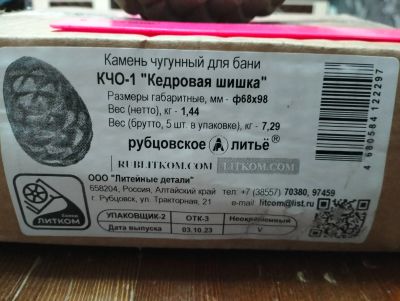 Камень чугунный для бани
КЧО-1 "Кедровая шишка"
Размеры габаритные, мм - ф68х98
Вес (нетто), кг - 1,44
Вес (брутто, 5 шт. в упаковке), кг - 7,29
рубцовское литьё®
RUBLITKOM.COM LITKOM.COM
ООО "Литейные детали"
658204, Россия, Алтайский край тел +7 (38557) 70380, 97459
г. Рубцовск, ул. Тракторная, 21 e-mail: litcom@list.ru
ЛИТКОМ
УПАКОВЩИК-2 ОТК-3 Неокрашенный
Дата выпуска 03.10.23 V
4 680584 122297